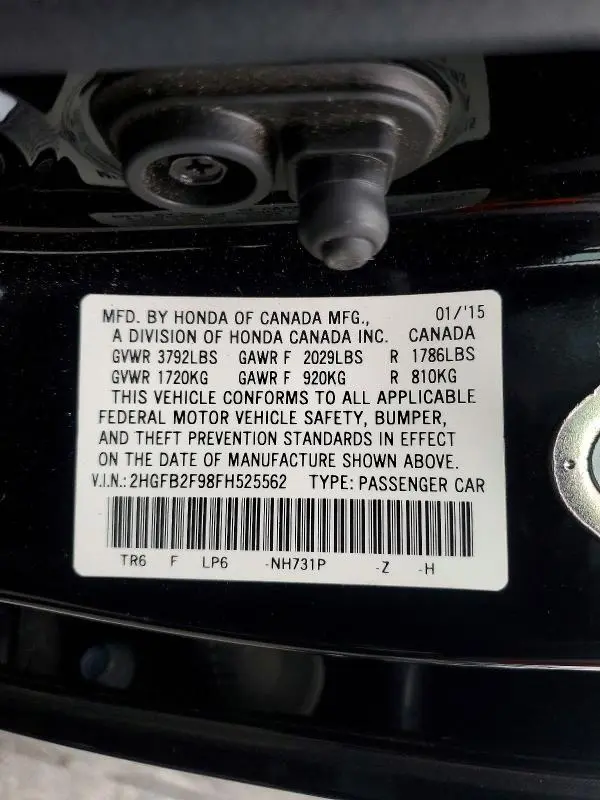 MFD. BY HONDA OF CANADA MFG., 01/'15
A DIVISION OF HONDA CANADA INC. CANADA
GVWR 3792LBS GAWR F 2029LBS R 1786LBS
GVWR 1720KG GAWR F 920KG R 810KG
THIS VEHICLE CONFORMS TO ALL APPLICABLE
FEDERAL MOTOR VEHICLE SAFETY, BUMPER,
AND THEFT PREVENTION STANDARDS IN EFFECT
ON THE DATE OF MANUFACTURE SHOWN ABOVE.
V.I.N.: 2HGFB2F98FH525562 TYPE: PASSENGER CAR
TR6 F LP6 -NH731P -Z -H